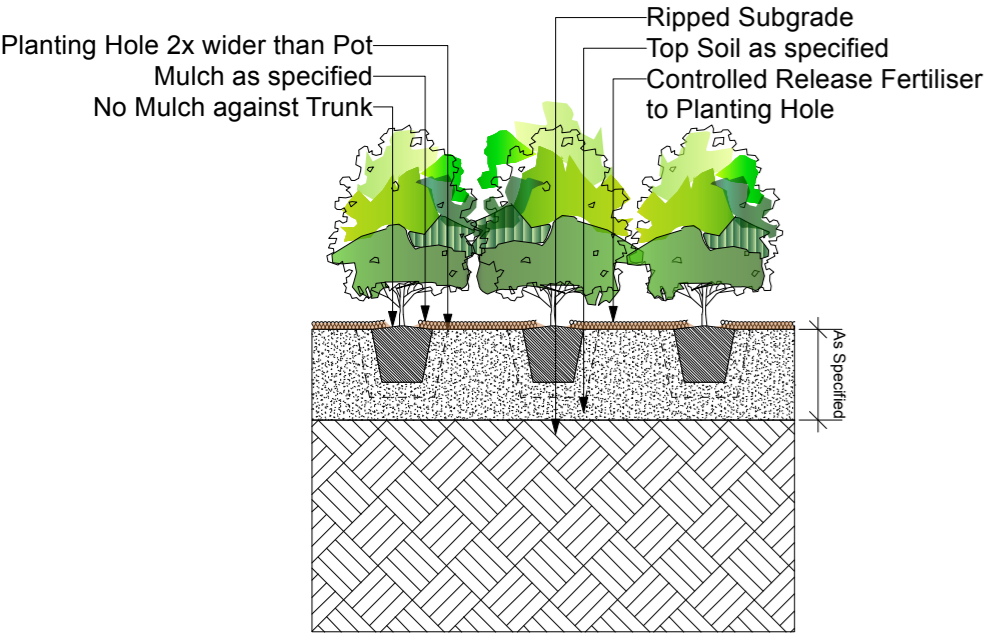 Planting Hole 2x wider than Pot
Mulch as specified
No Mulch against Trunk
Ripped Subgrade
Top Soil as specified
Controlled Release Fertiliser
to Planting Hole
As Specified